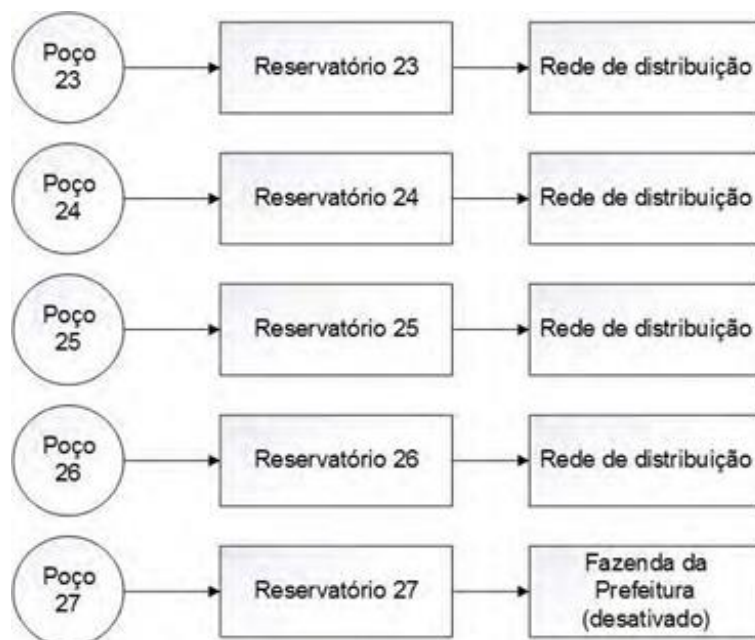 Poço
23
Reservatório 23
Rede de distribuição
Poço
24
Reservatório 24
Rede de distribuição
Poço
25
Reservatório 25
Rede de distribuição
Poço
26
Reservatório 26
Rede de distribuição
Poço
27
Reservatório 27
Fazenda da
Prefeitura
(desativado)